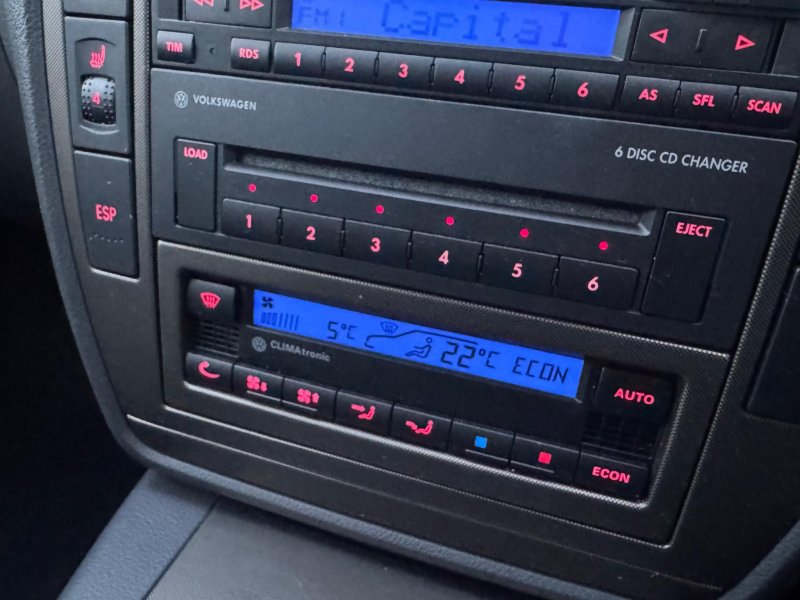 FM1 Capital
TIM RDS 1 2 3 4 5 6 AS SFL SCAN
4
VOLKSWAGEN
6 DISC CD CHANGER
LOAD
EJECT
ESP
1 2 3 4 5 6
5°C 22°C ECON
CLIMAtronic
AUTO
ECON